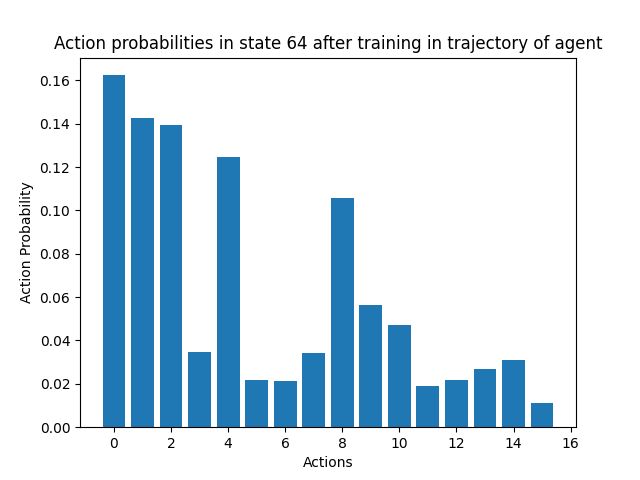 Action probabilities in state 64 after training in trajectory of agent
0.16
0.14
0.12
0.10
0.08
0.06
0.04
0.02
0.00
Action Probability
0 2 4 6 8 10 12 14 16
Actions